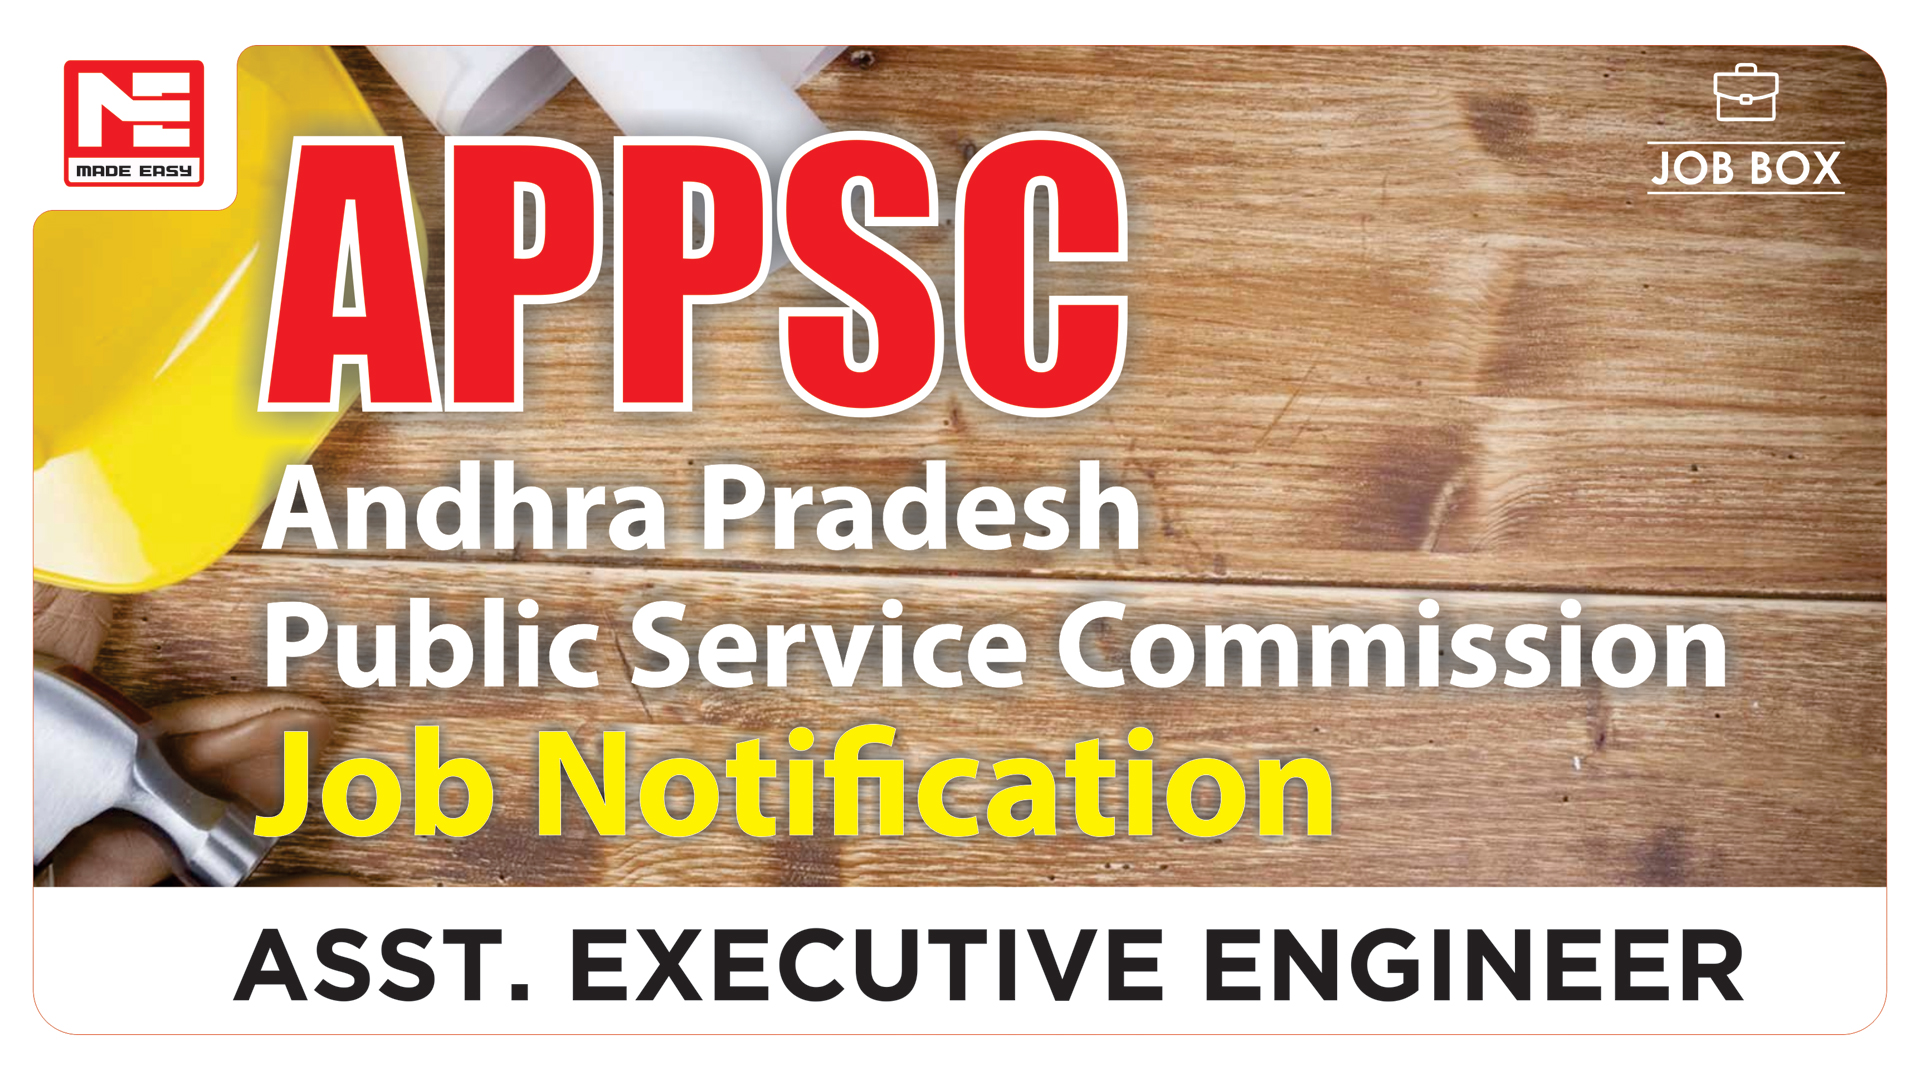 MADE EASY
JOB BOX
APPSC
Andhra Pradesh
Public Service Commission
Job Notification
ASST. EXECUTIVE ENGINEER